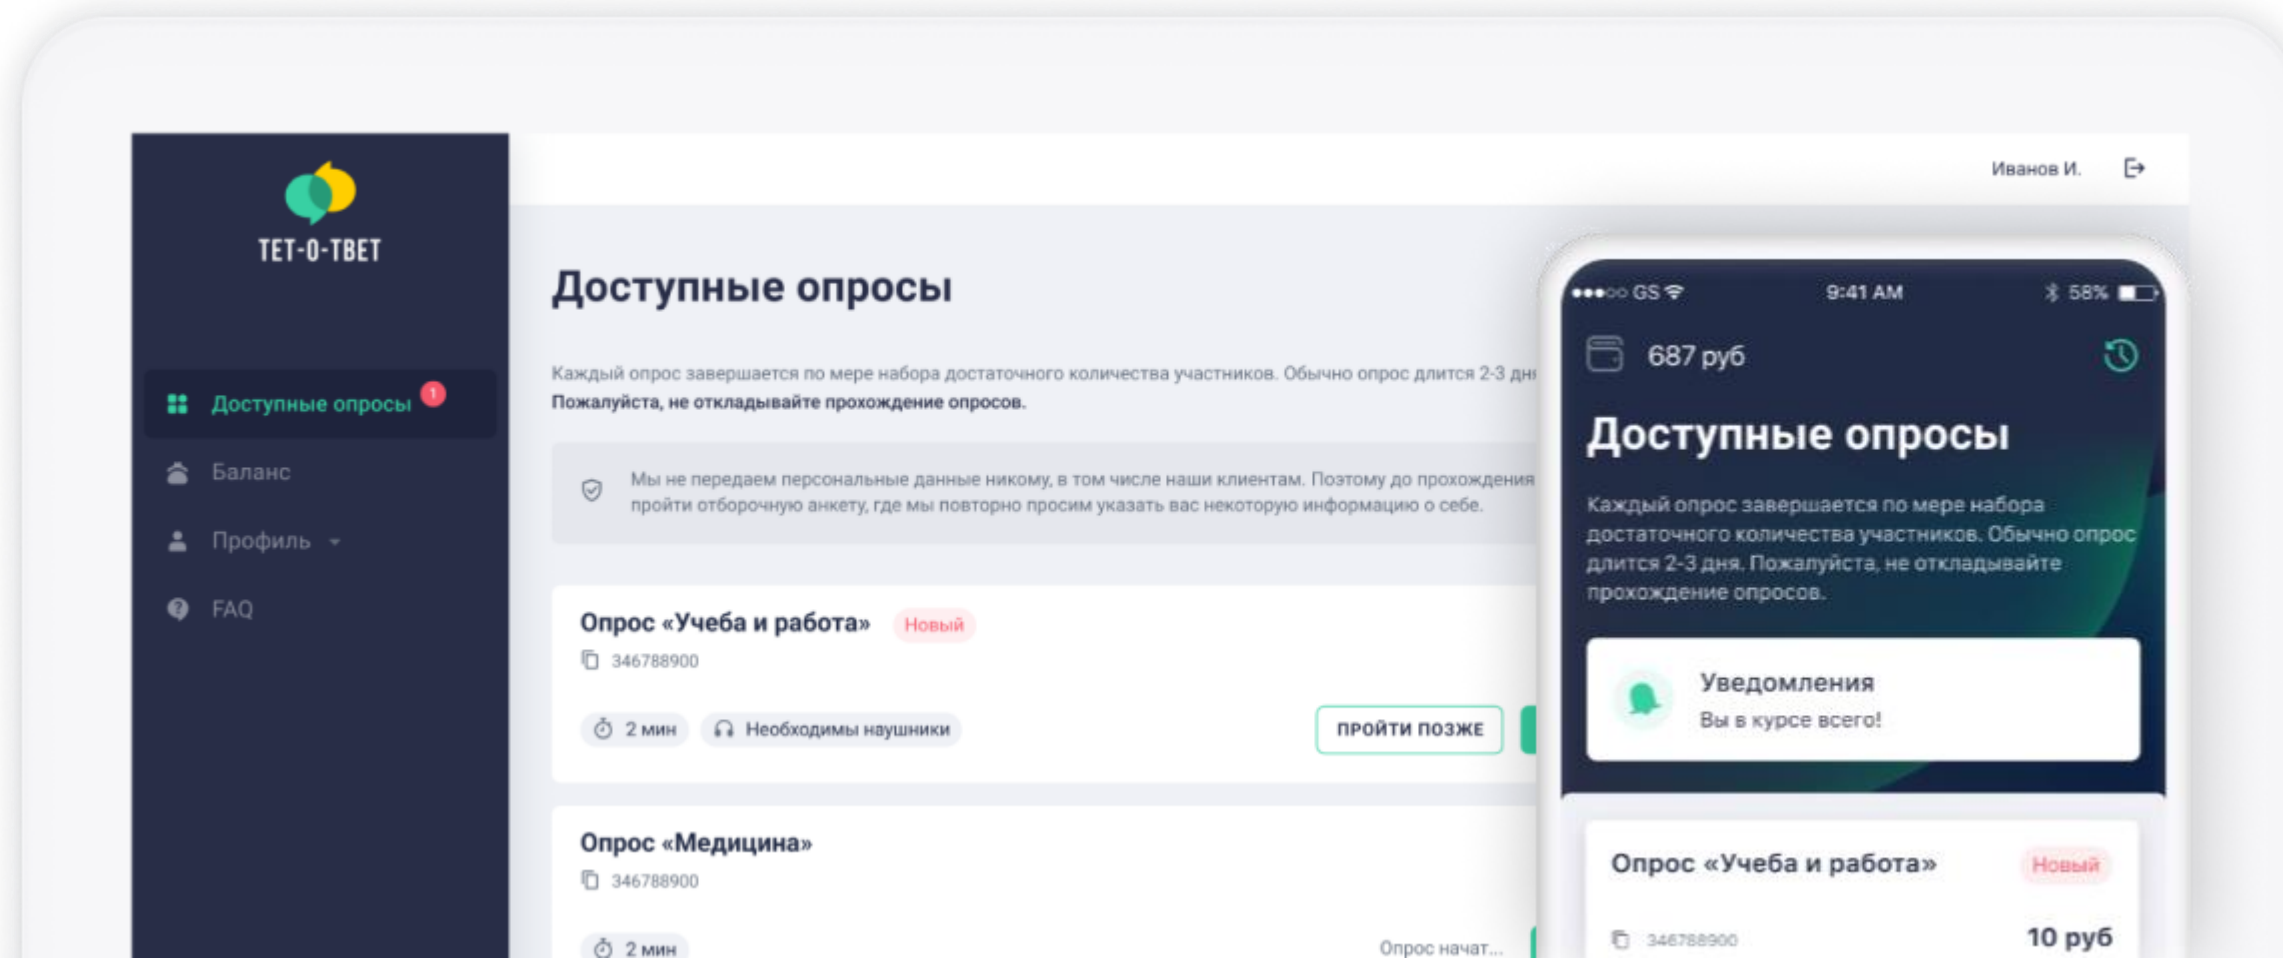 ТЕТ-О-ТВЕТ
Доступные опросы 1
Баланс
Профиль
FAQ
Иванов И.
Доступные опросы
Каждый опрос завершается по мере набора достаточного количества участников. Обычно опрос длится 2-3 дня
Пожалуйста, не откладывайте прохождение опросов.
Мы не передаем персональные данные никому, в том числе наши клиентам. Поэтому до прохождения
пройти отборочную анкету, где мы повторно просим указать вас некоторую информацию о себе.
Опрос «Учеба и работа» Новый
346788900
2 мин Необходимы наушники
ПРОЙТИ ПОЗЖЕ
Опрос «Медицина»
346788900
2 мин
Опрос начат...
GS 9:41 AM 58%
687 руб
Доступные опросы
Каждый опрос завершается по мере набора
достаточного количества участников. Обычно опрос
длится 2-3 дня. Пожалуйста, не откладывайте
прохождение опросов.
Уведомления
Вы в курсе всего!
Опрос «Учеба и работа» Новый
346788900 10 руб